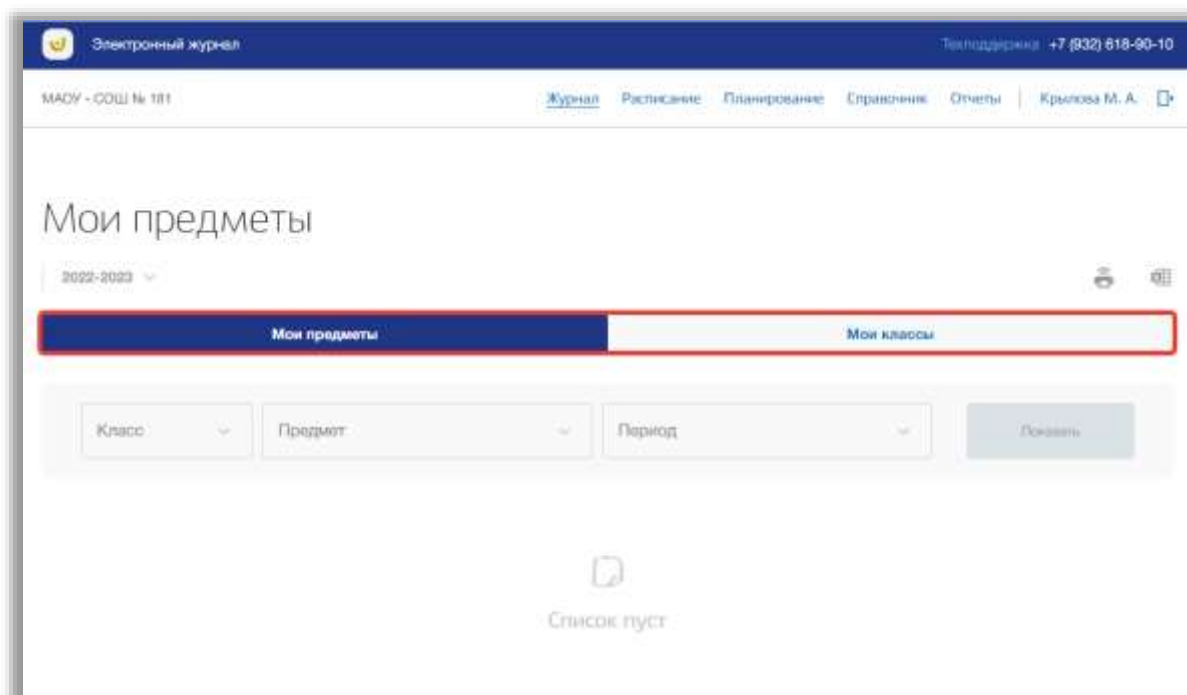 Электронный журнал Техподдержка +7 (932) 618-90-10
МАОУ - СОШ № 181 Журнал Расписание Планирование Справочник Отчеты Крылова М. А.
Мои предметы
2022-2023
Мои предметы Мои классы
Класс Предмет Период Показать
Список пуст